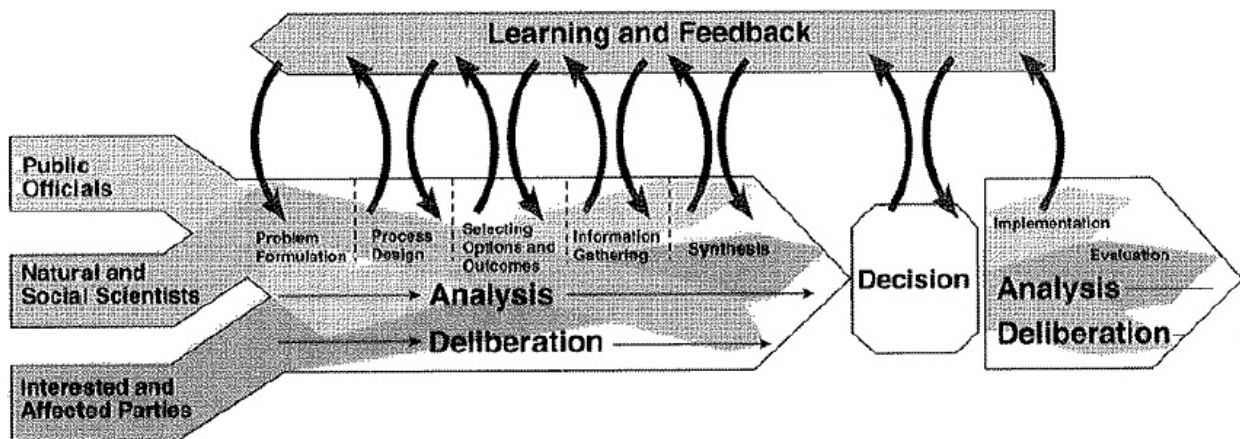 Learning and Feedback
Public
Officials
Natural and
Social Scientists
Interested and
Affected Parties
Problem
Formulation
Process
Design
Selecting
Options and
Outcomes
Information
Gathering
Synthesis
Analysis
Deliberation
Decision
Implementation
Evaluation
Analysis
Deliberation